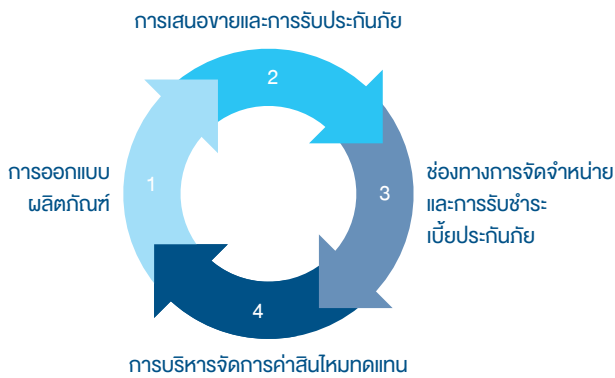 การเสนอขายและการรับประกันภัย
2
การออกแบบ
ผลิตภัณฑ์
1
3
ช่องทางการจัดจำหน่าย
และการรับชำระ
เบี้ยประกันภัย
4
การบริหารจัดการค่าสินไหมทดแทน